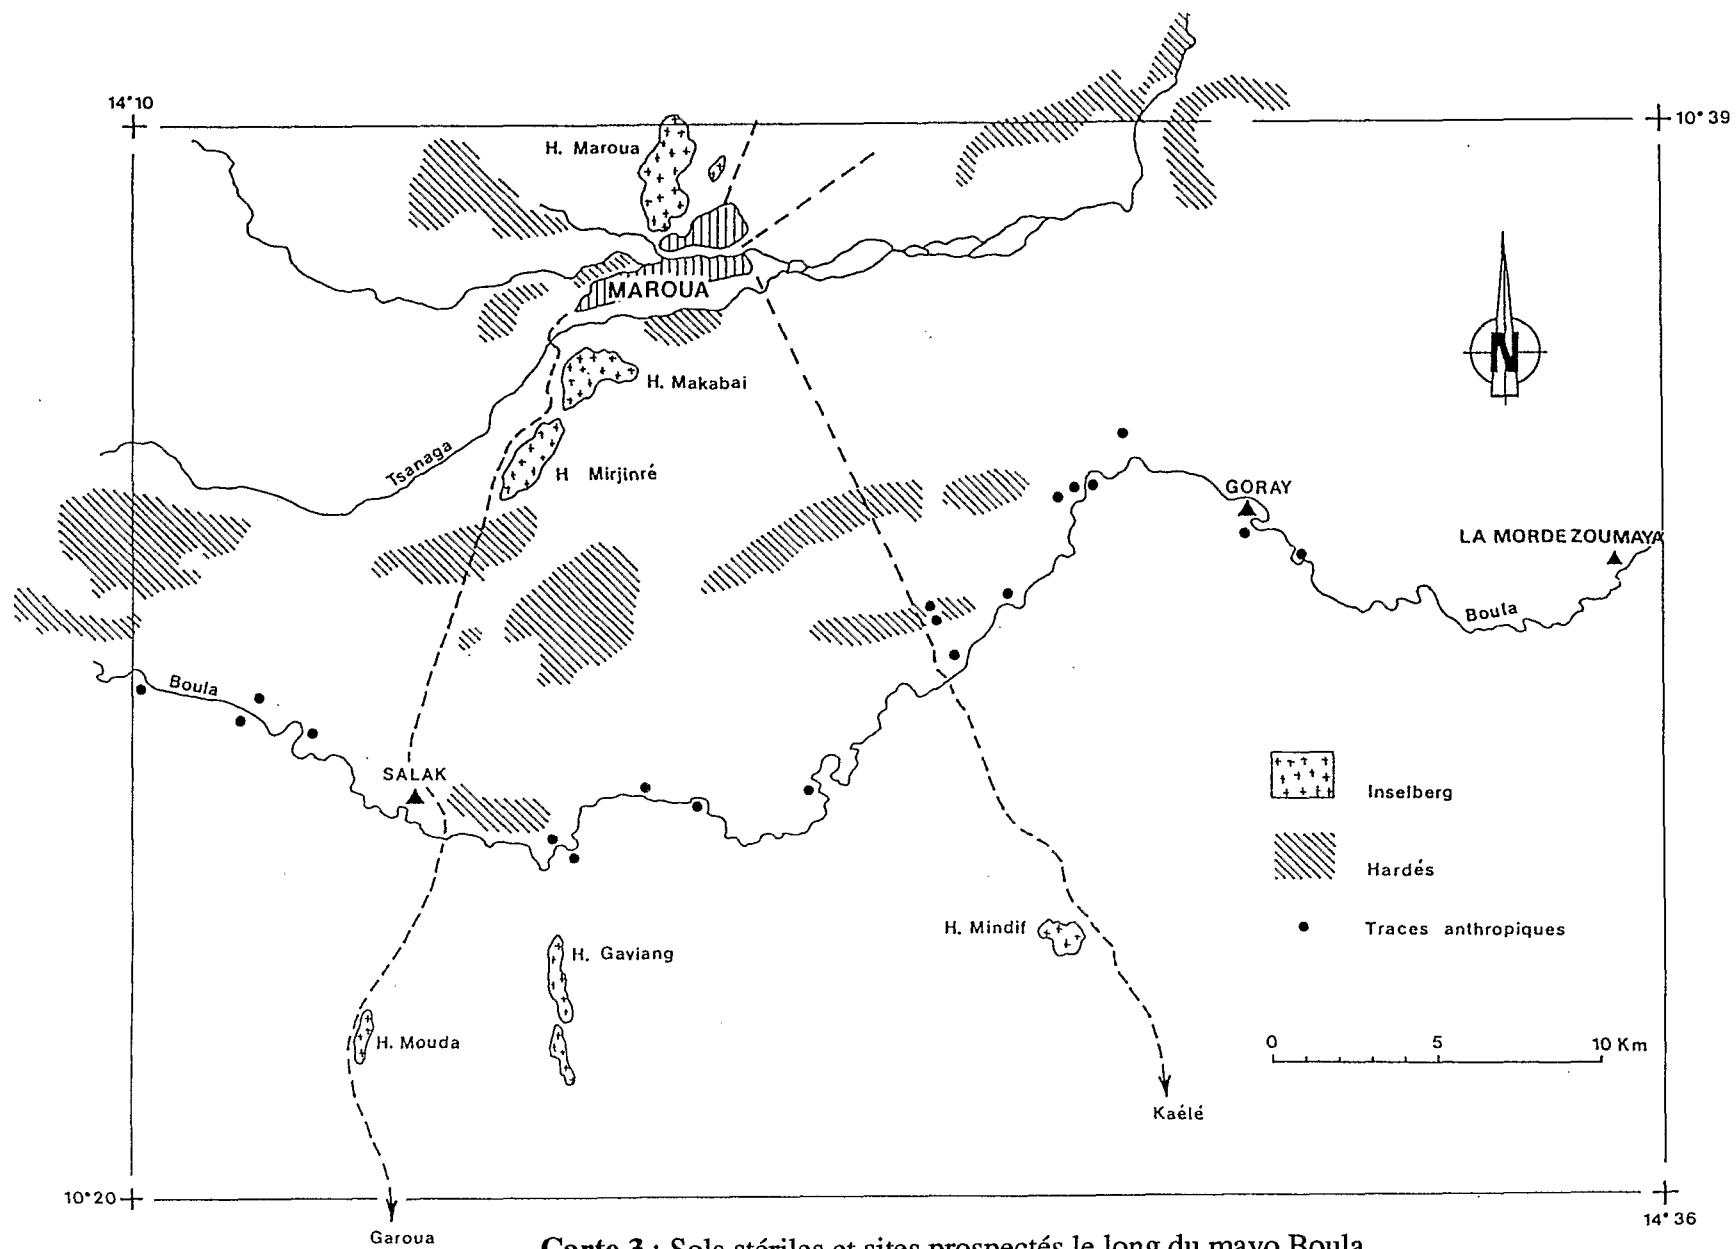 14°10
10°39
H. Maroua
MAROUA
H. Makabai
Tsanaga
H Mirjinré
GORAY
LA MORDE ZOUMAYA
Boula
Boula
SALAK
N
Inselberg
Hardés
Traces anthropiques
H. Gaviang
H. Mindif
H. Mouda
0 5 10 Km
Kaélé
10°20
14°36
Garoua
Carte 3 : Sols stériles et sites prospectés le long du mayo Boula